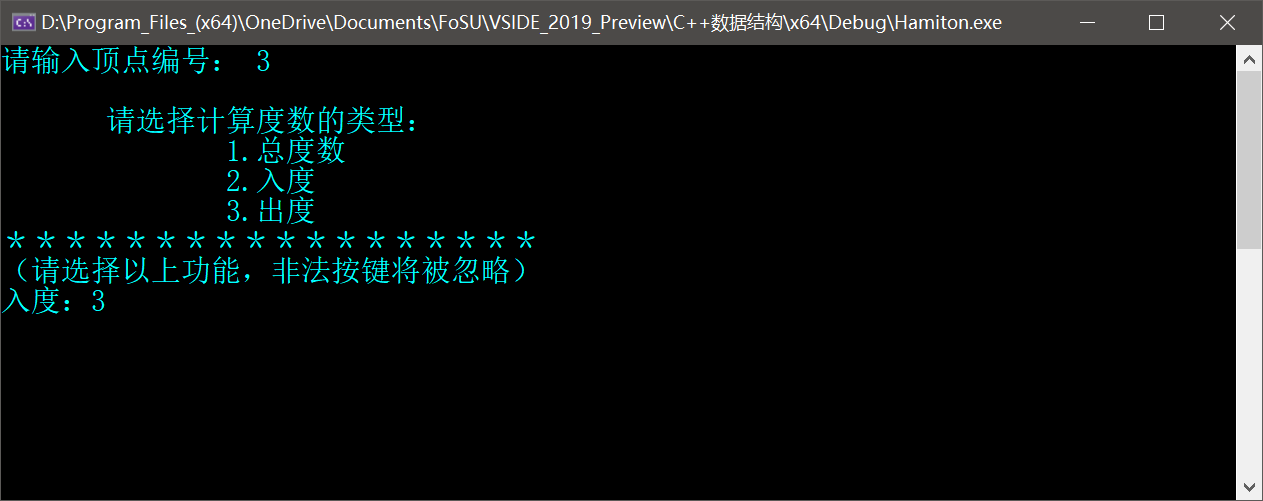 D:\Program_Files_(x64)\OneDrive\Documents\FoSU\VSIDE_2019_Preview\C++数据结构\x64\Debug\Hamiton.exe
请输入顶点编号： 3
请选择计算度数的类型：
1.总度数
2.入度
3.出度
＊＊＊＊＊＊＊＊＊＊＊＊＊＊＊＊＊＊
（请选择以上功能，非法按键将被忽略）
入度：3